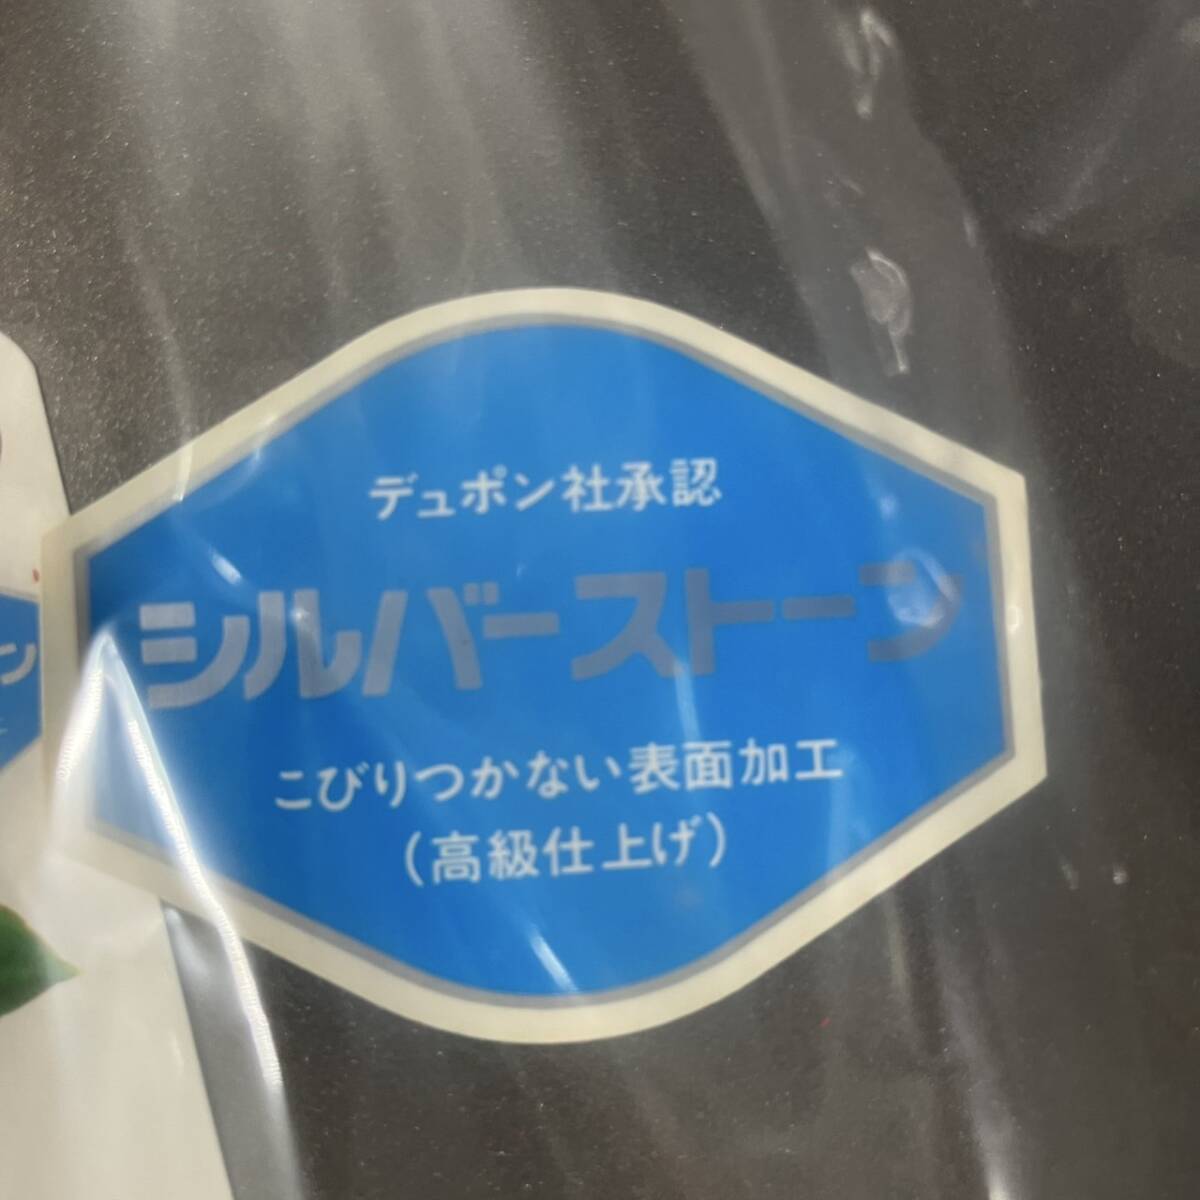 デュポン社承認
シルバーストーン
こびりつかない表面加工
(高級仕上げ)
ン